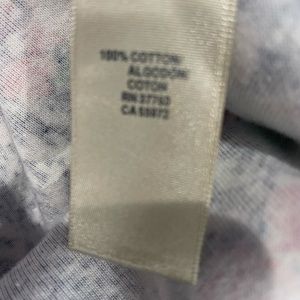 100% COTTON
ALGODON
COTON
RN 37763
CA 55972